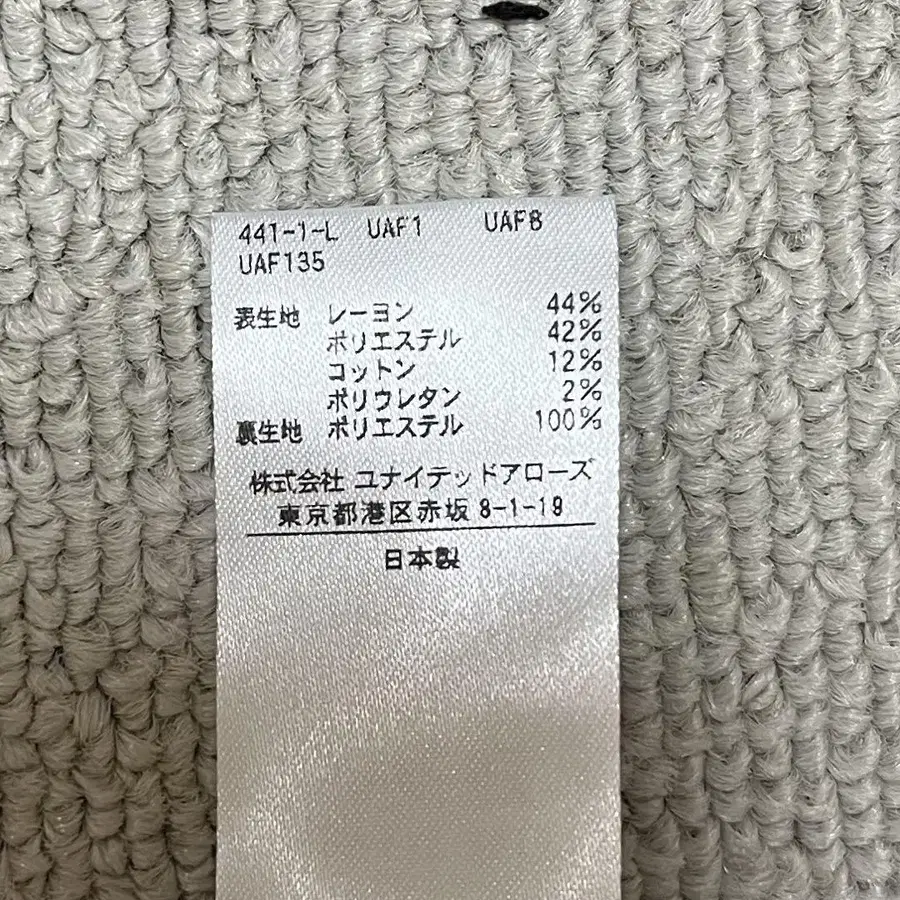 441-1-L UAF1 UAF8
UAF135
表生地 レーヨン 44%
ポリエステル 42%
コットン 12%
ポリウレタン 2%
裏生地 ポリエステル 100%
株式会社 ユナイテッドアローズ
東京都港区赤坂 8-1-19
日本製